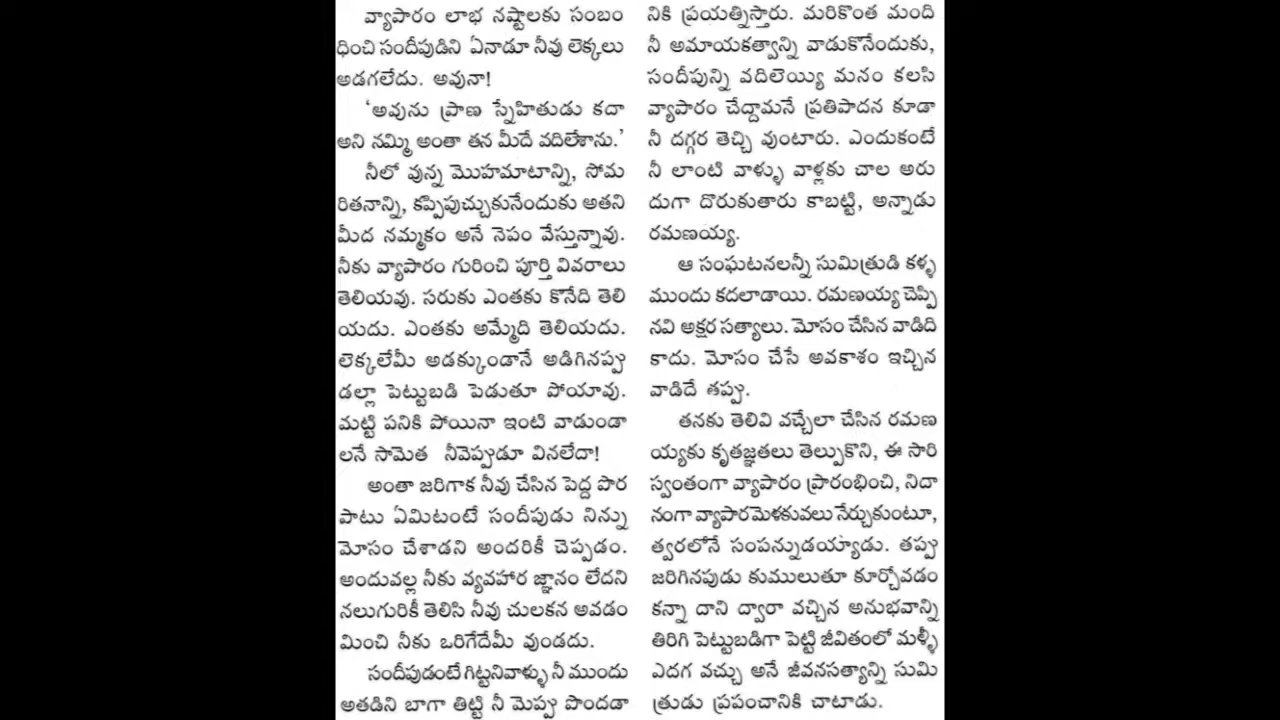 వ్యాపారం లాభ నష్టాలకు సంబం
ధించి సందీపుడిని ఏనాడూ నీవు లెక్కలు
అడగలేదు. అవునా!
‘అవును ప్రాణ స్నేహితుడు కదా
అని నమ్మి అంతా తన మీదే వదిలేశాను.’
నీలో వున్న మొహమాటాన్ని, సోమ
రితనాన్ని, కప్పిపుచ్చుకునేందుకు అతని
మీద నమ్మకం అనే నెపం వేస్తున్నావు.
నీకు వ్యాపారం గురించి పూర్తి వివరాలు
తెలియవు. సరుకు ఎంతకు కొనేది తెలి
యదు. ఎంతకు అమ్మేది తెలియదు.
లెక్కలేమీ అడక్కుండానే అడిగినప్పు
డల్లా పెట్టుబడి పెడుతూ పోయావు.
మట్టి పనికి పోయినా ఇంటి వాడుండా
లనే సామెత నీవెప్పుడూ వినలేదా!
అంతా జరిగాక నీవు చేసిన పెద్ద పొర
పాటు ఏమిటంటే సందీపుడు నిన్ను
మోసం చేశాడని అందరికీ చెప్పడం.
అందువల్ల నీకు వ్యవహార జ్ఞానం లేదని
నలుగురికీ తెలిసి నీవు చులకన అవడం
మించి నీకు ఒరిగేదేమీ వుండదు.
సందీపుడంటే గిట్టనివాళ్ళు నీ ముందు
అతడిని బాగా తిట్టి నీ మెప్పు పొందడా
నికి ప్రయత్నిస్తారు. మరికొంత మంది
నీ అమాయకత్వాన్ని వాడుకొనేందుకు,
సందీపున్ని వదిలెయ్యి మనం కలసి
వ్యాపారం చేద్దామనే ప్రతిపాదన కూడా
నీ దగ్గర తెచ్చి వుంటారు. ఎందుకంటే
నీ లాంటి వాళ్ళు వాళ్లకు చాల అరు
దుగా దొరుకుతారు కాబట్టి, అన్నాడు
రమణయ్య.
ఆ సంఘటనలన్నీ సుమిత్రుడి కళ్ళ
ముందు కదలాడాయి. రమణయ్య చెప్పి
నవి అక్షర సత్యాలు. మోసం చేసిన వాడిది
కాదు. మోసం చేసే అవకాశం ఇచ్చిన
వాడిదే తప్పు.
తనకు తెలివి వచ్చేలా చేసిన రమణ
య్యకు కృతజ్ఞతలు తెల్పుకొని, ఈ సారి
స్వంతంగా వ్యాపారం ప్రారంభించి, నిదా
నంగా వ్యాపారమెళకువలు నేర్చుకుంటూ,
త్వరలోనే సంపన్నుడయ్యాడు. తప్పు
జరిగినపుడు కుములుతూ కూర్చోవడం
కన్నా దాని ద్వారా వచ్చిన అనుభవాన్ని
తిరిగి పెట్టుబడిగా పెట్టి జీవితంలో మళ్ళీ
ఎదగ వచ్చు అనే జీవనసత్యాన్ని సుమి
త్రుడు ప్రపంచానికి చాటాడు.